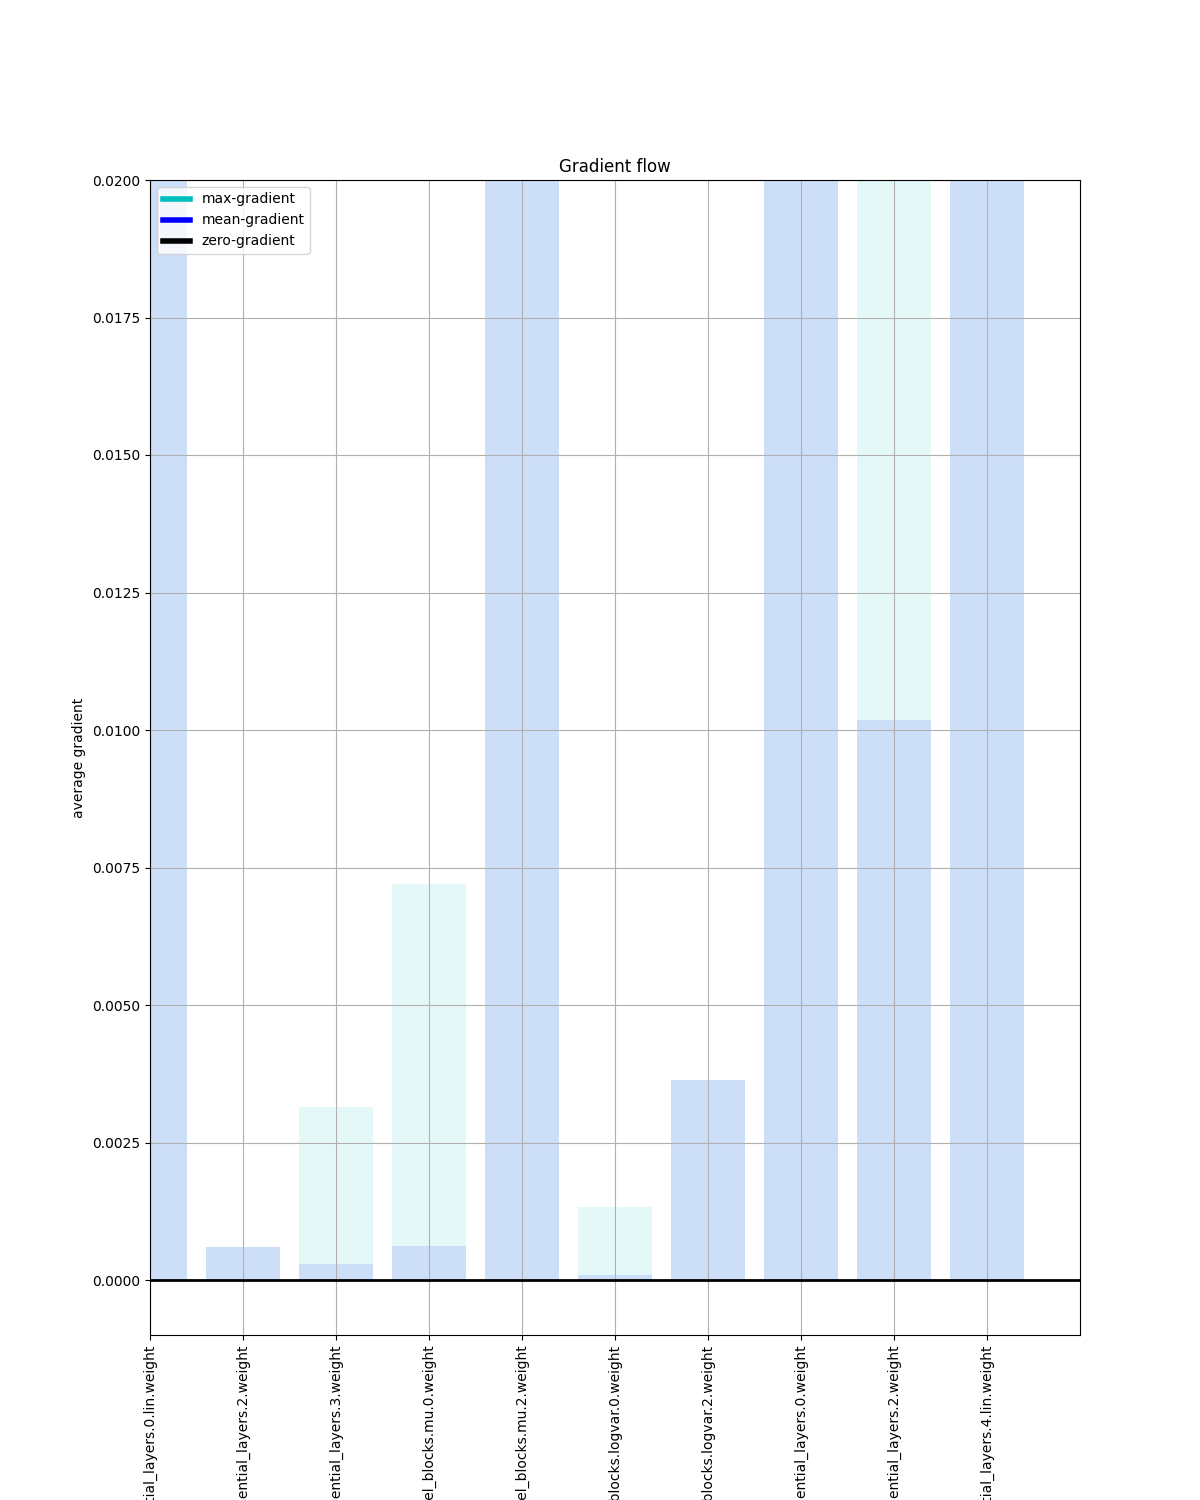 Gradient flow
max-gradient
mean-gradient
zero-gradient
average gradient
0.0200
0.0175
0.0150
0.0125
0.0100
0.0075
0.0050
0.0025
0.0000
tial_layers.0.lin.weight
ential_layers.2.weight
ential_layers.3.weight
el_blocks.mu.0.weight
el_blocks.mu.2.weight
blocks.logvar.0.weight
blocks.logvar.2.weight
ential_layers.0.weight
ential_layers.2.weight
tial_layers.4.lin.weight